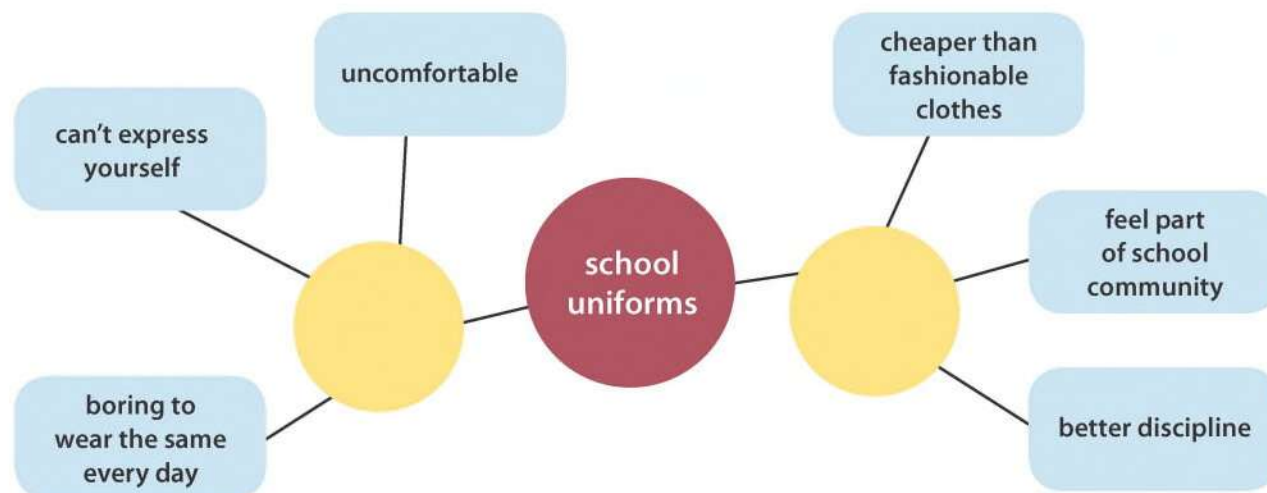 uncomfortable
can't express
yourself
boring to
wear the same
every day
school
uniforms
cheaper than
fashionable
clothes
feel part
of school
community
better discipline